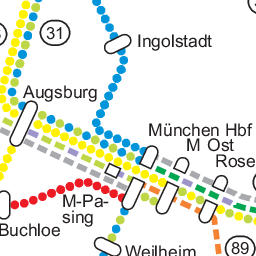 31
Ingolstadt
Augsburg
München Hbf
M Ost
Rose
M-Pa-
sing
Buchloe
Weilheim
89